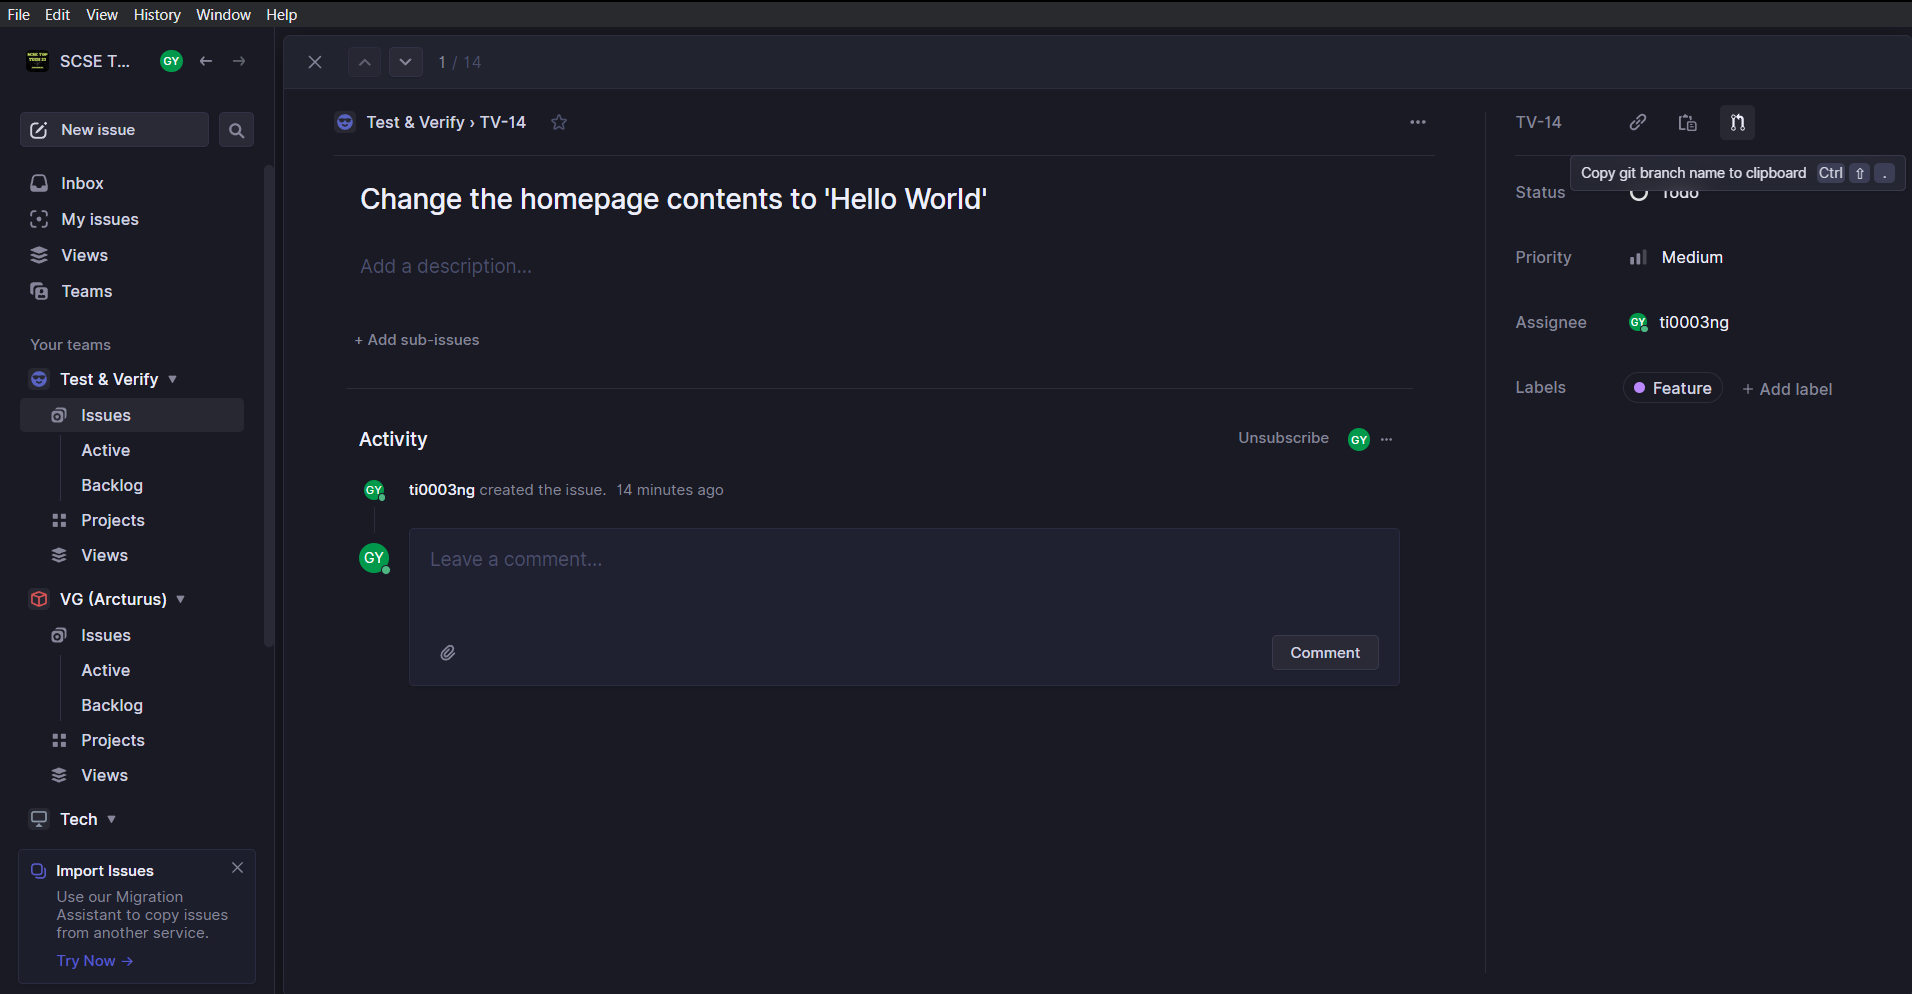 File Edit View History Window Help
SCSE T... GY
1 / 14
New issue
Test & Verify › TV-14
TV-14
Copy git branch name to clipboard Ctrl ⇧ .
Inbox
Change the homepage contents to 'Hello World'
Status Todo
My issues
Views
Add a description...
Priority Medium
Teams
Assignee GY ti0003ng
+ Add sub-issues
Your teams
Test & Verify
Labels Feature + Add label
Issues
Activity Unsubscribe GY
Active
Backlog
GY ti0003ng created the issue. 14 minutes ago
Projects
Views
GY Leave a comment...
VG (Arcturus)
Issues
Comment
Active
Backlog
Projects
Views
Tech
Import Issues
Use our Migration
Assistant to copy issues
from another service.
Try Now →